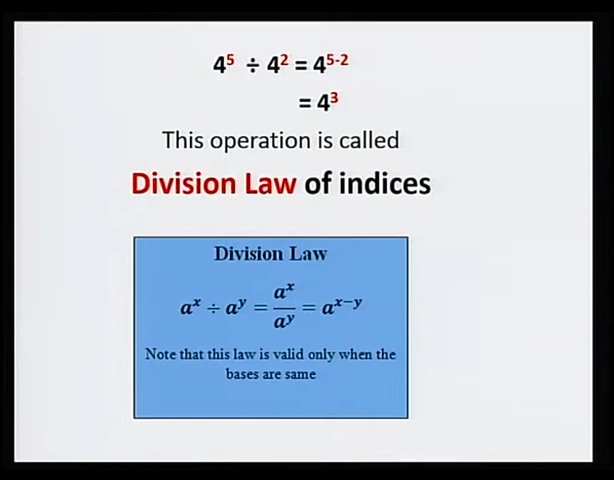 4⁵ ÷ 4² = 4⁵⁻²
= 4³
This operation is called
Division Law of indices
Division Law
aˣ ÷ aʸ = aˣ/aʸ = aˣ⁻ʸ
Note that this law is valid only when the
bases are same